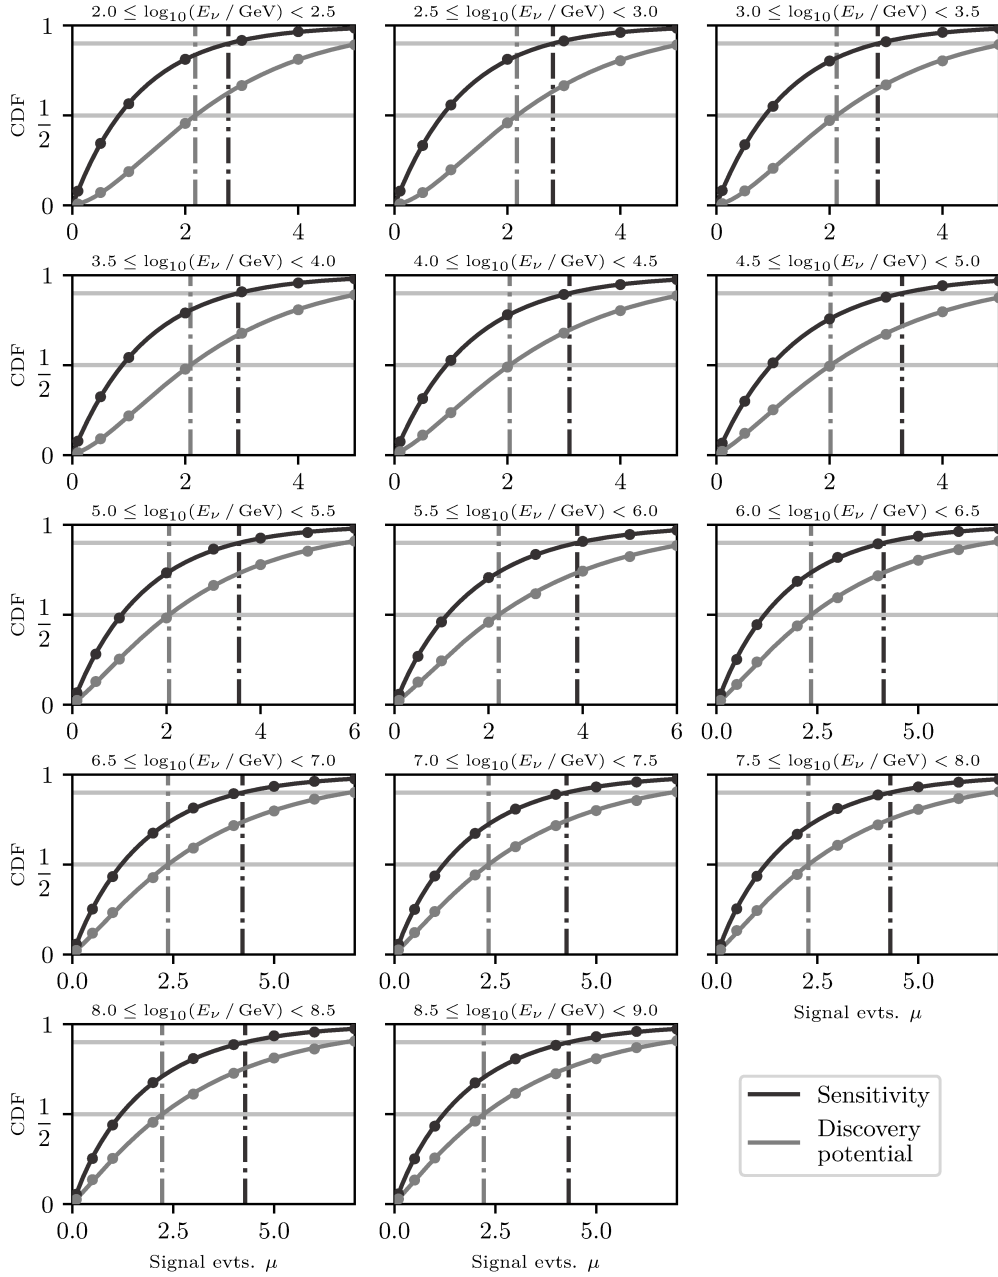 2.0 ≤ log₁₀(Eν / GeV) < 2.5
2.5 ≤ log₁₀(Eν / GeV) < 3.0
3.0 ≤ log₁₀(Eν / GeV) < 3.5
1
CDF
1/2
0
0 2 4
0 2 4
0 2 4
3.5 ≤ log₁₀(Eν / GeV) < 4.0
4.0 ≤ log₁₀(Eν / GeV) < 4.5
4.5 ≤ log₁₀(Eν / GeV) < 5.0
1
CDF
1/2
0
0 2 4
0 2 4
0 2 4
5.0 ≤ log₁₀(Eν / GeV) < 5.5
5.5 ≤ log₁₀(Eν / GeV) < 6.0
6.0 ≤ log₁₀(Eν / GeV) < 6.5
1
CDF
1/2
0
0 2 4 6
0 2 4 6
0.0 2.5 5.0
6.5 ≤ log₁₀(Eν / GeV) < 7.0
7.0 ≤ log₁₀(Eν / GeV) < 7.5
7.5 ≤ log₁₀(Eν / GeV) < 8.0
1
CDF
1/2
0
0.0 2.5 5.0
0.0 2.5 5.0
0.0 2.5 5.0
Signal evts. μ
8.0 ≤ log₁₀(Eν / GeV) < 8.5
8.5 ≤ log₁₀(Eν / GeV) < 9.0
1
CDF
1/2
0
0.0 2.5 5.0
0.0 2.5 5.0
Signal evts. μ
Signal evts. μ
Sensitivity
Discovery
potential